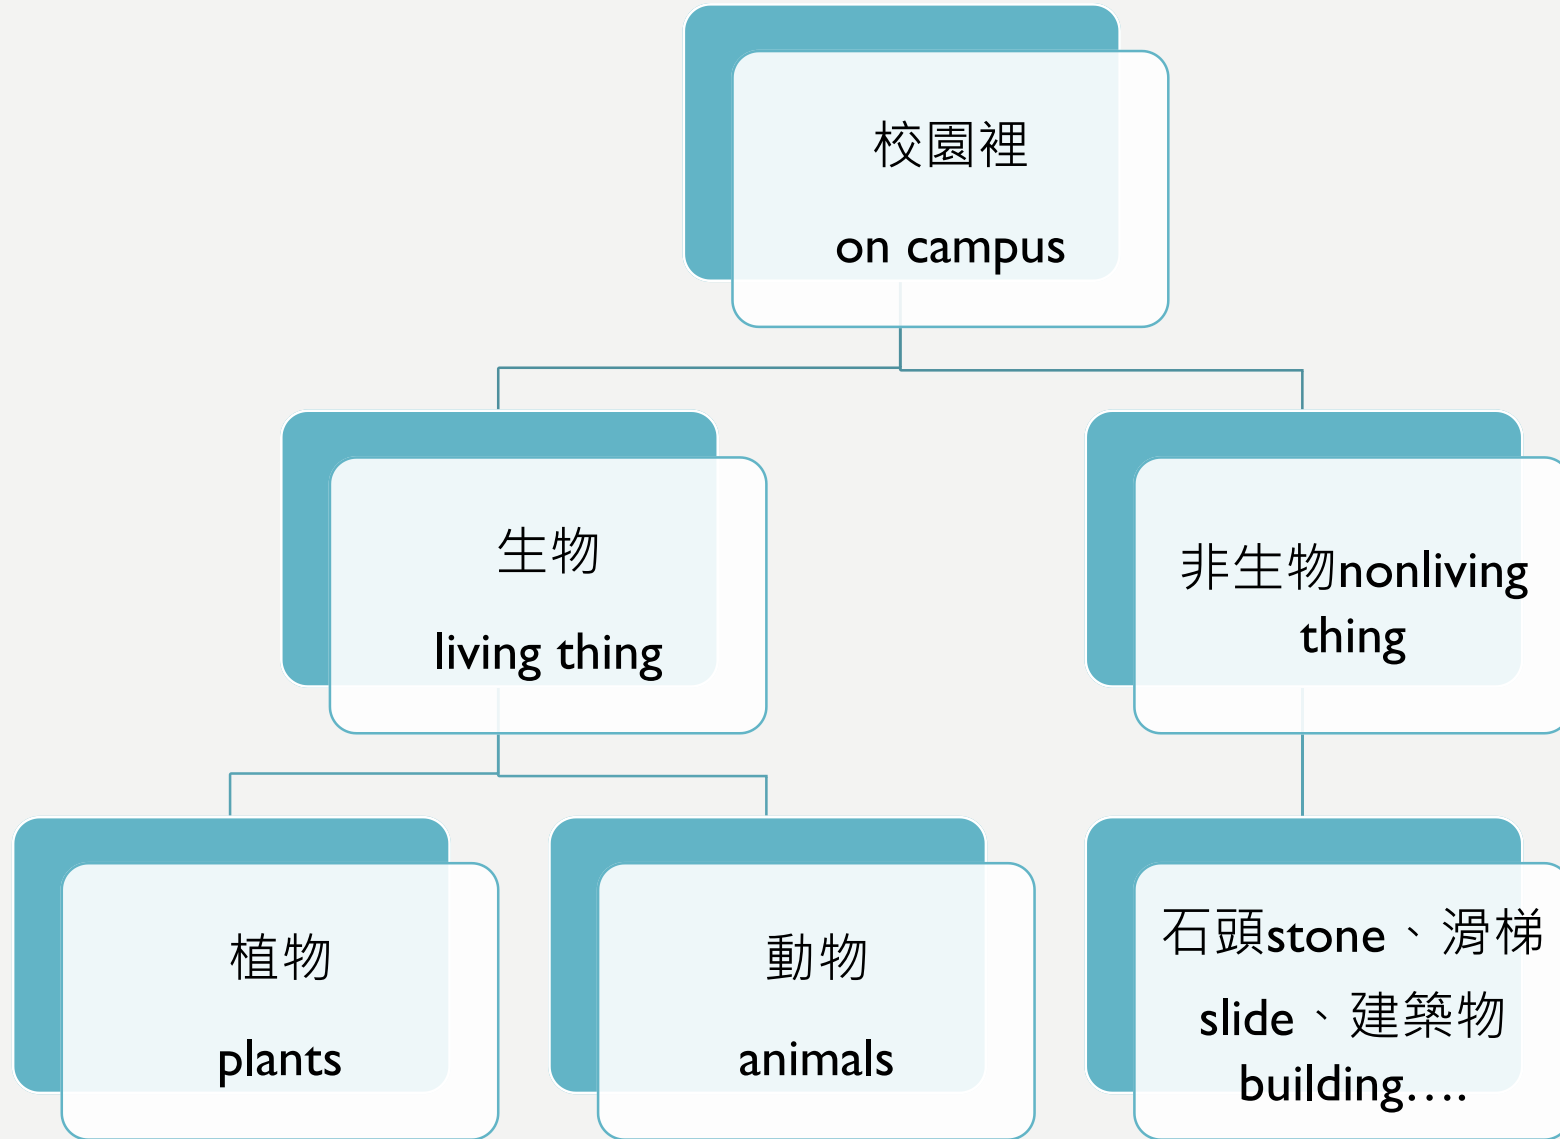 校園裡
on campus
生物
living thing
非生物nonliving
thing
植物
plants
動物
animals
石頭stone、滑梯
slide、建築物
building….